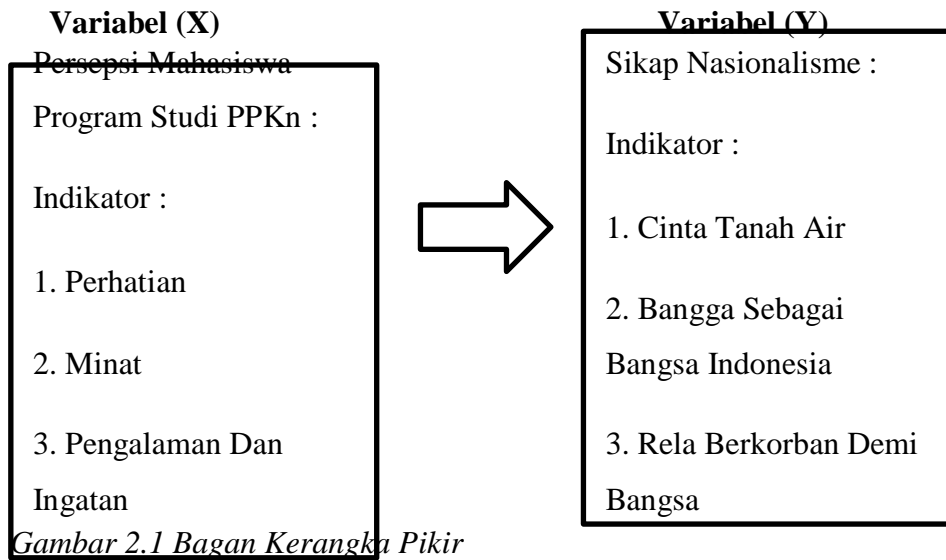 Variabel (X)
Persepsi Mahasiswa
Program Studi PPKn :
Indikator :
1. Perhatian
2. Minat
3. Pengalaman Dan
Ingatan
Variabel (Y)
Sikap Nasionalisme :
Indikator :
1. Cinta Tanah Air
2. Bangga Sebagai
Bangsa Indonesia
3. Rela Berkorban Demi
Bangsa
Gambar 2.1 Bagan Kerangka Pikir